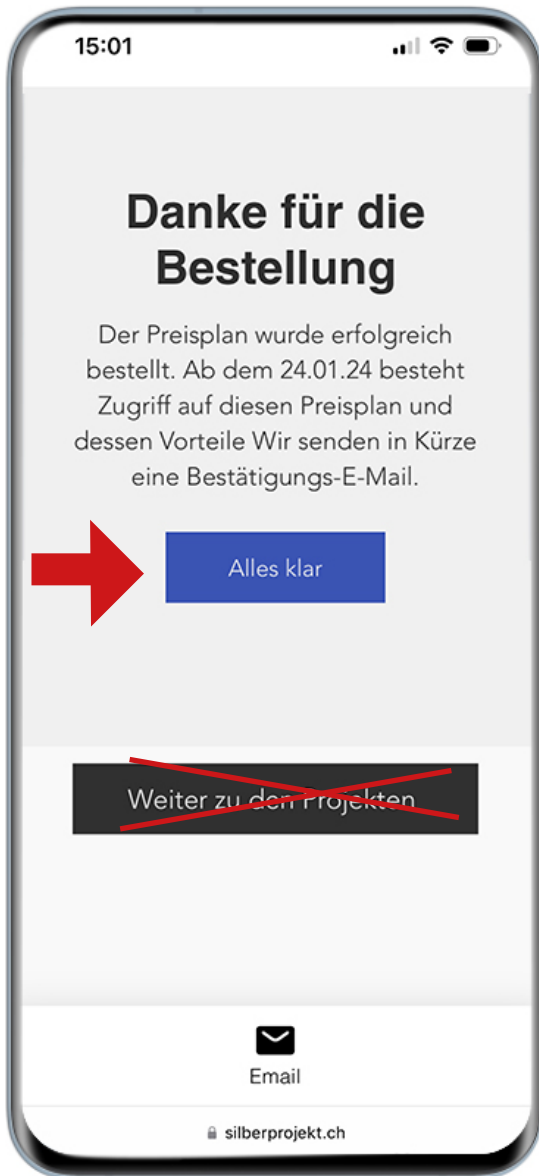 15:01
Danke für die
Bestellung
Der Preisplan wurde erfolgreich
bestellt. Ab dem 24.01.24 besteht
Zugriff auf diesen Preisplan und
dessen Vorteile Wir senden in Kürze
eine Bestätigungs-E-Mail.
Alles klar
Weiter zu den Projekten
Email
silberprojekt.ch